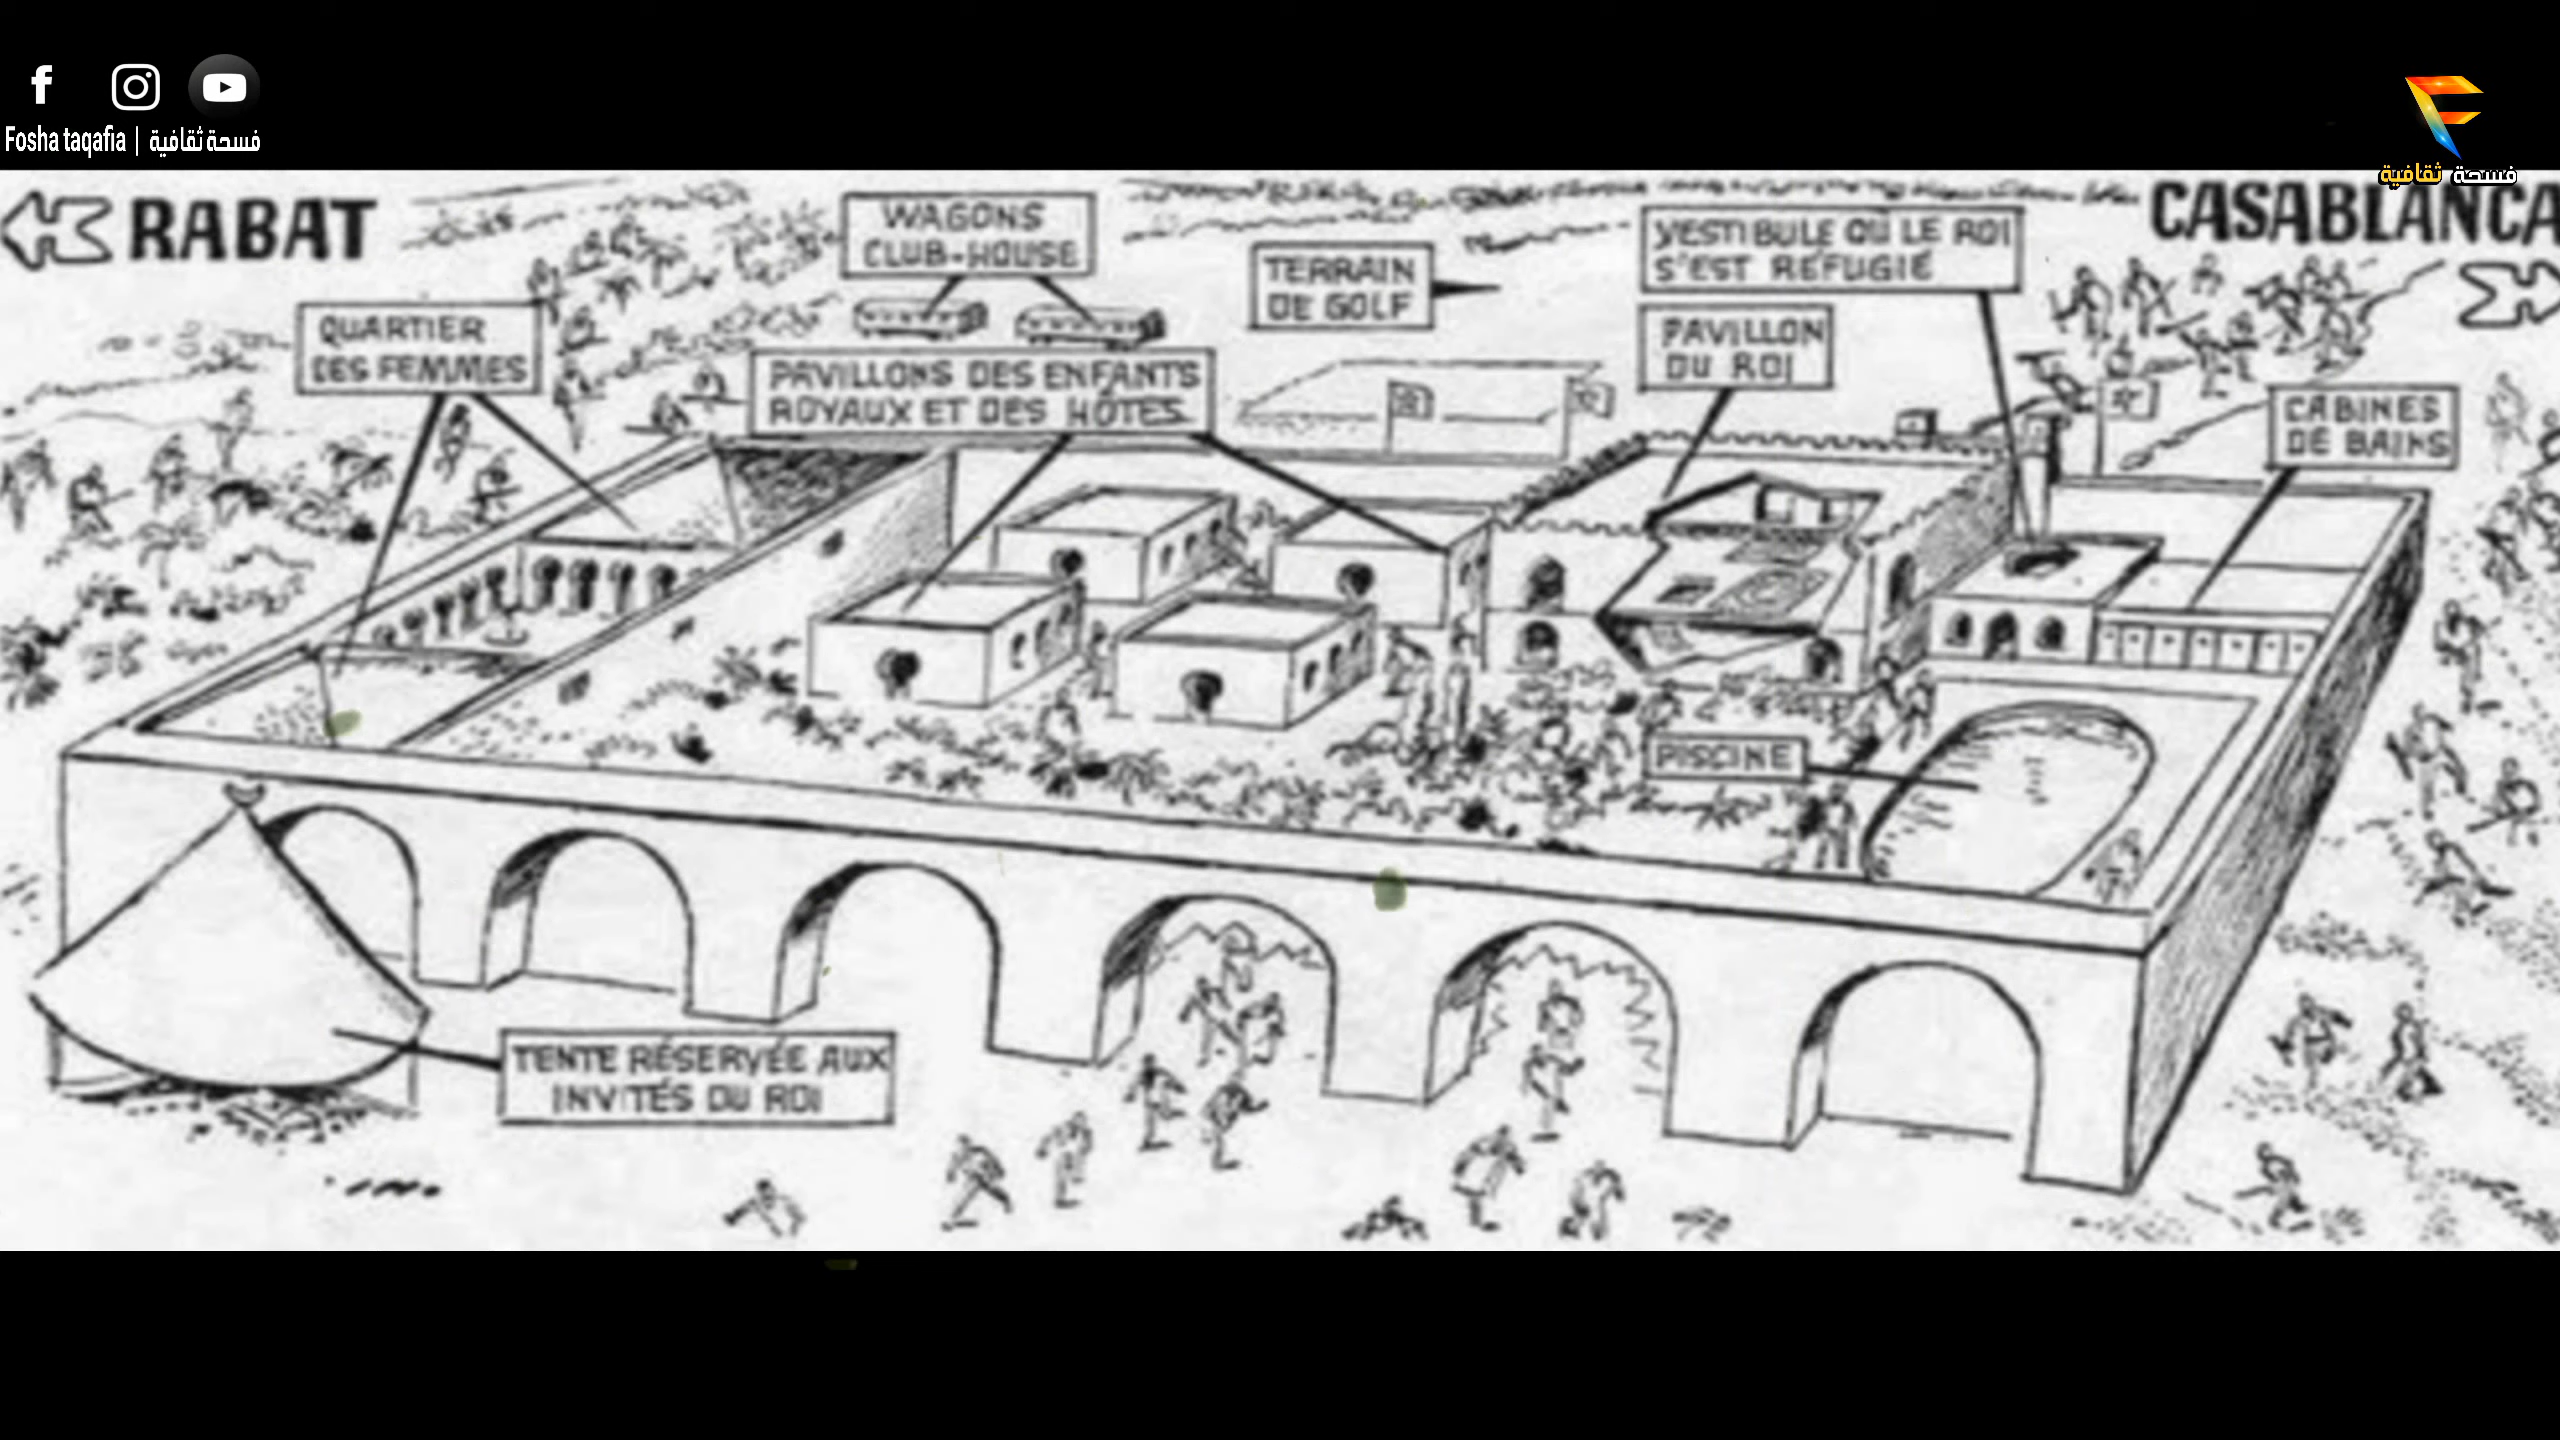 Fosha taqafia | فسحة ثقافية
فسحة ثقافية
RABAT
WAGONS
CLUB-HOUSE
TERRAIN
DE GOLF
VESTIBULE OÙ LE ROI
S'EST RÉFUGIÉ
CASABLANCA
QUARTIER
DES FEMMES
PAVILLONS DES ENFANTS
ROYAUX ET DES HÔTES
PAVILLON
DU ROI
CABINES
DE BAINS
PISCINE
TENTE RÉSERVÉE AUX
INVITÉS DU ROI